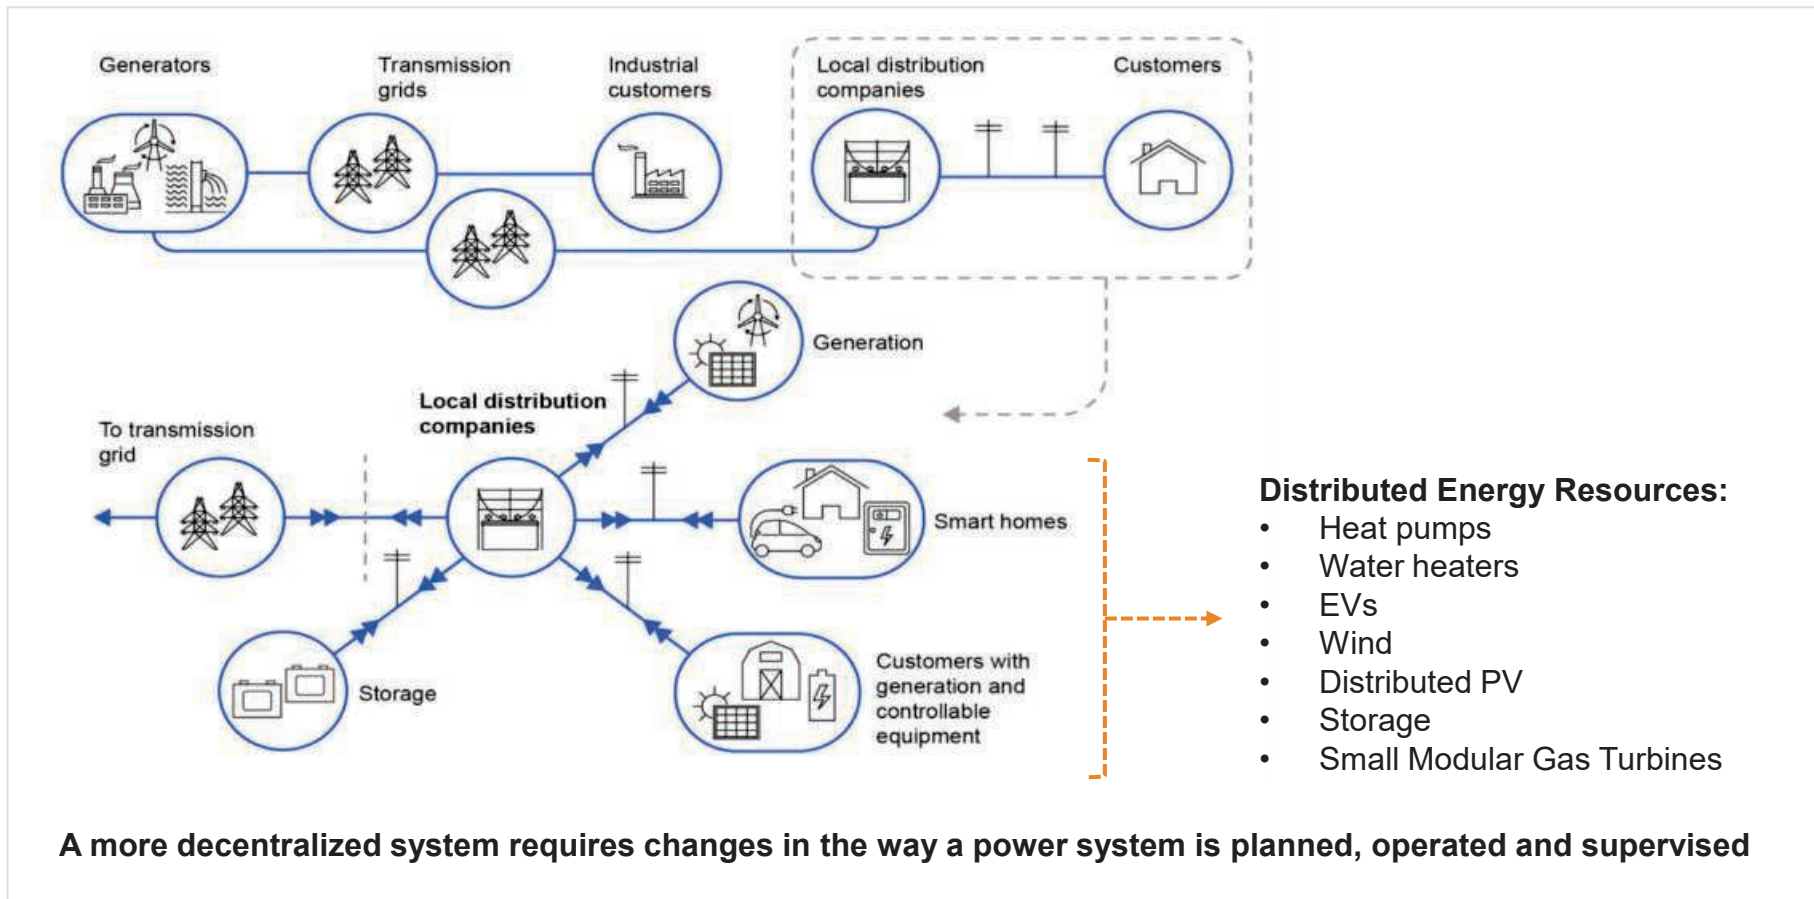 Generators
Transmission
grids
Industrial
customers
Local distribution
companies
Customers
Generation
Local distribution
companies
To transmission
grid
Smart homes
Storage
Customers with
generation and
controllable
equipment
Distributed Energy Resources:
• Heat pumps
• Water heaters
• EVs
• Wind
• Distributed PV
• Storage
• Small Modular Gas Turbines
A more decentralized system requires changes in the way a power system is planned, operated and supervised